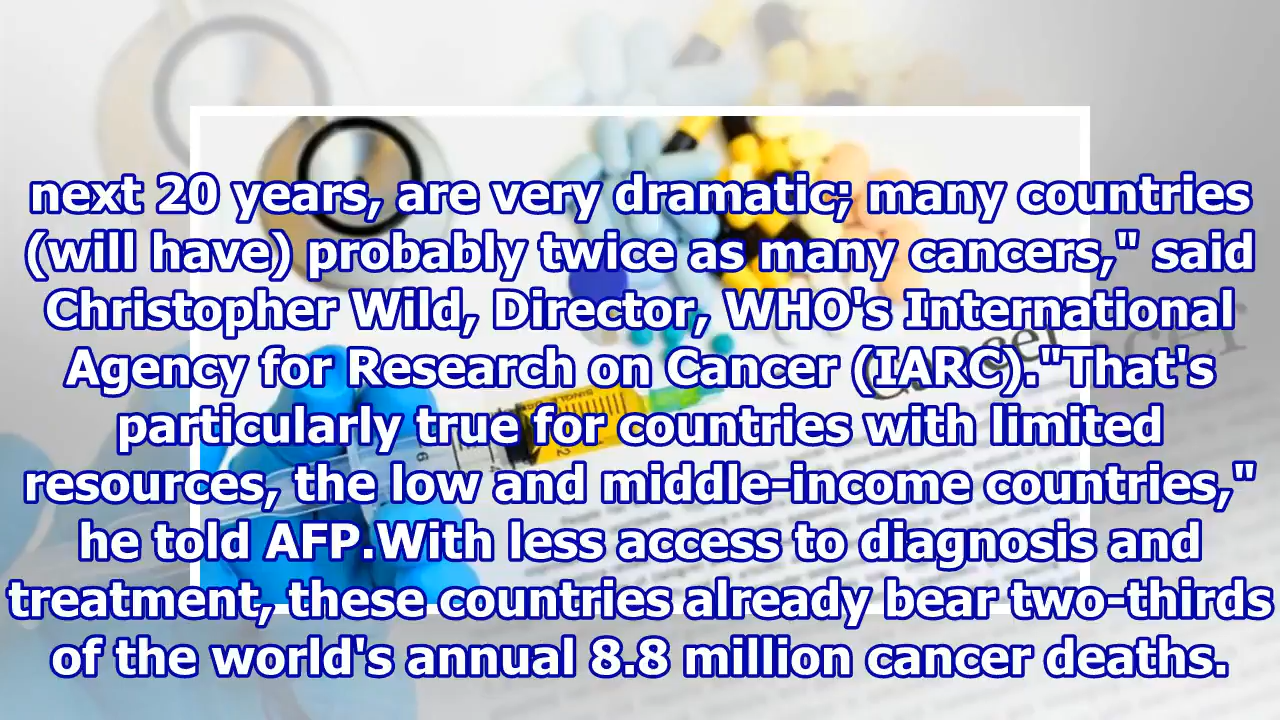 next 20 years, are very dramatic; many countries
(will have) probably twice as many cancers," said
Christopher Wild, Director, WHO's International
Agency for Research on Cancer (IARC)."That's
particularly true for countries with limited
resources, the low and middle-income countries,"
he told AFP.With less access to diagnosis and
treatment, these countries already bear two-thirds
of the world's annual 8.8 million cancer deaths.
Cancer